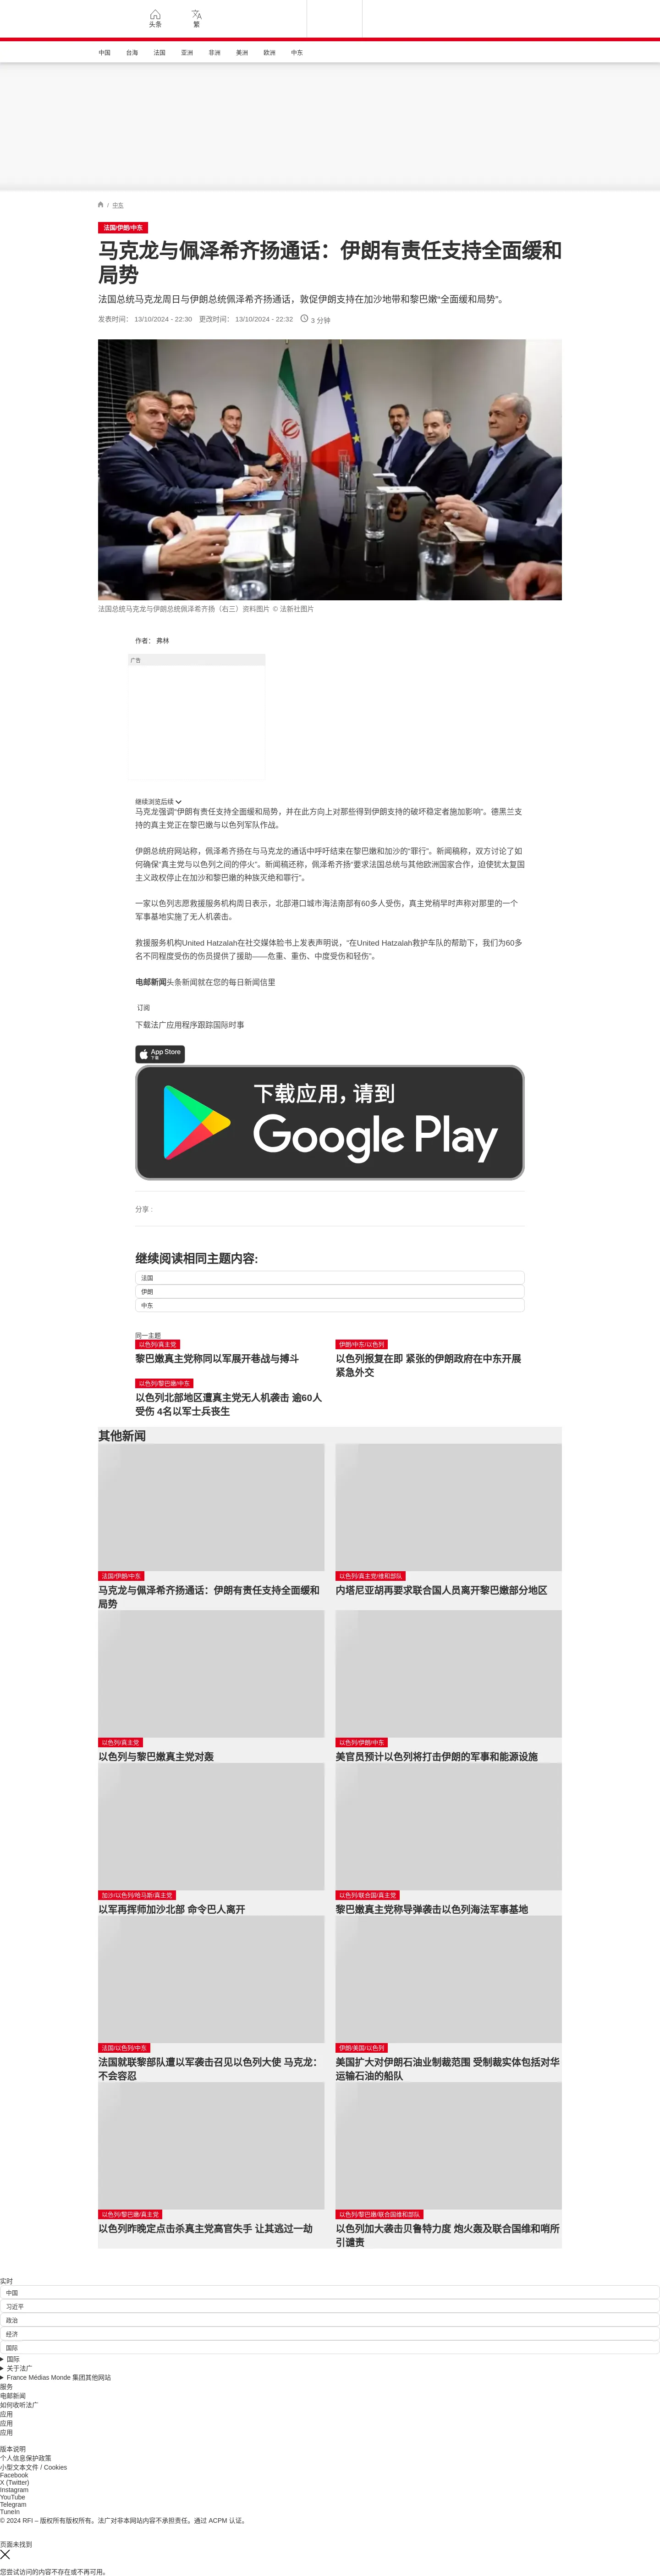 头条
繁
中国 台湾 法国 亚洲 非洲 美洲 欧洲 中东
/ 中东
法国/伊朗/中东
马克龙与佩泽希齐扬通话：伊朗有责任支持全面缓和
局势
法国总统马克龙周日与伊朗总统佩泽希齐扬通话，敦促伊朗支持在加沙地带和黎巴嫩“全面缓和局势”。
发表时间： 13/10/2024 - 22:30 更改时间： 13/10/2024 - 22:32 3 分钟
法国总统马克龙与伊朗总统佩泽希齐扬（右三）资料图片 © 法新社图片
作者： 弗林
广告
继续浏览后续
马克龙强调“伊朗有责任支持全面缓和局势，并在此方向上对那些得到伊朗支持的破坏稳定者施加影响”。德黑兰支
持的真主党正在黎巴嫩与以色列军队作战。
伊朗总统府网站称，佩泽希齐扬在与马克龙的通话中呼吁结束在黎巴嫩和加沙的“罪行”。新闻稿称，双方讨论了如
何确保“真主党与以色列之间的停火”。新闻稿还称，佩泽希齐扬“要求法国总统与其他欧洲国家合作，迫使犹太复国
主义政权停止在加沙和黎巴嫩的种族灭绝和罪行”。
一家以色列志愿救援服务机构周日表示，北部港口城市海法南部有60多人受伤，真主党稍早时声称对那里的一个
军事基地实施了无人机袭击。
救援服务机构United Hatzalah在社交媒体脸书上发表声明说，“在United Hatzalah救护车队的帮助下，我们为60多
名不同程度受伤的伤员提供了援助——危重、重伤、中度受伤和轻伤”。
电邮新闻头条新闻就在您的每日新闻信里
订阅
下载法广应用程序跟踪国际时事
App Store
下载
下载应用，请到
Google Play
分享 :
继续阅读相同主题内容:
法国
伊朗
中东
同一主题
以色列/真主党
黎巴嫩真主党称同以军展开巷战与搏斗
伊朗/中东/以色列
以色列报复在即 紧张的伊朗政府在中东开展
紧急外交
以色列/黎巴嫩/中东
以色列北部地区遭真主党无人机袭击 逾60人
受伤 4名以军士兵丧生
其他新闻
法国/伊朗/中东
马克龙与佩泽希齐扬通话：伊朗有责任支持全面缓和
局势
以色列/真主党/维和部队
内塔尼亚胡再要求联合国人员离开黎巴嫩部分地区
以色列/真主党
以色列与黎巴嫩真主党对轰
以色列/伊朗/中东
美官员预计以色列将打击伊朗的军事和能源设施
加沙/以色列/哈马斯/真主党
以军再挥师加沙北部 命令巴人离开
以色列/联合国/真主党
黎巴嫩真主党称导弹袭击以色列海法军事基地
法国/以色列/中东
法国就联黎部队遭以军袭击召见以色列大使 马克龙：
不会容忍
伊朗/美国/以色列
美国扩大对伊朗石油业制裁范围 受制裁实体包括对华
运输石油的船队
以色列/黎巴嫩/真主党
以色列昨晚定点击杀真主党高官失手 让其逃过一劫
以色列/黎巴嫩/联合国维和部队
以色列加大袭击贝鲁特力度 炮火轰及联合国维和哨所
引谴责
实时
中国
习近平
政治
经济
国际
国际
关于法广
France Médias Monde 集团其他网站
服务
电邮新闻
如何收听法广
应用
应用
应用
版本说明
个人信息保护政策
小型文本文件 / Cookies
Facebook
X (Twitter)
Instagram
YouTube
Telegram
TuneIn
© 2024 RFI – 版权所有版权所有。法广对非本网站内容不承担责任。通过 ACPM 认证。
页面未找到
您尝试访问的内容不存在或不再可用。